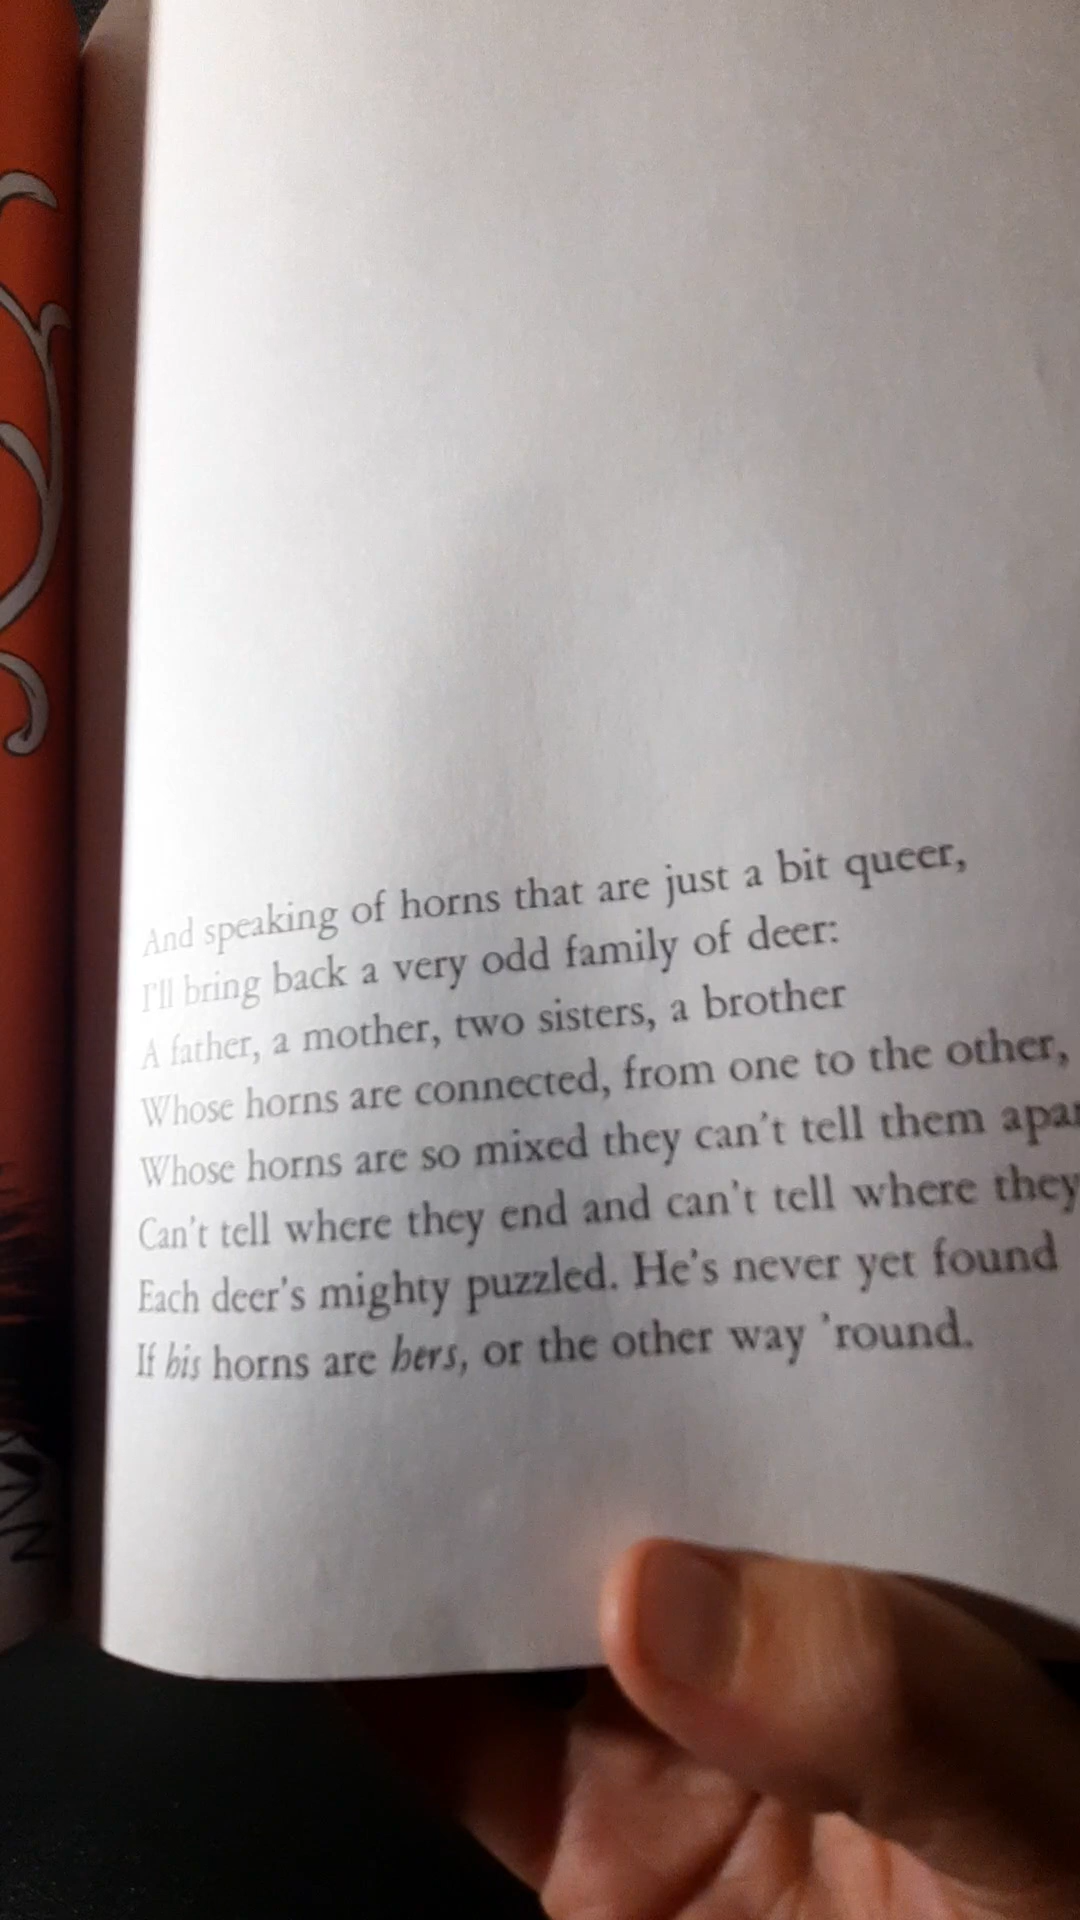 And speaking of horns that are just a bit queer,
I'll bring back a very odd family of deer:
A father, a mother, two sisters, a brother
Whose horns are connected, from one to the other,
Whose horns are so mixed they can't tell them
Can't tell where they end and can't tell where they
Each deer's mighty puzzled. He's never yet found
If his horns are hers, or the other way 'round.